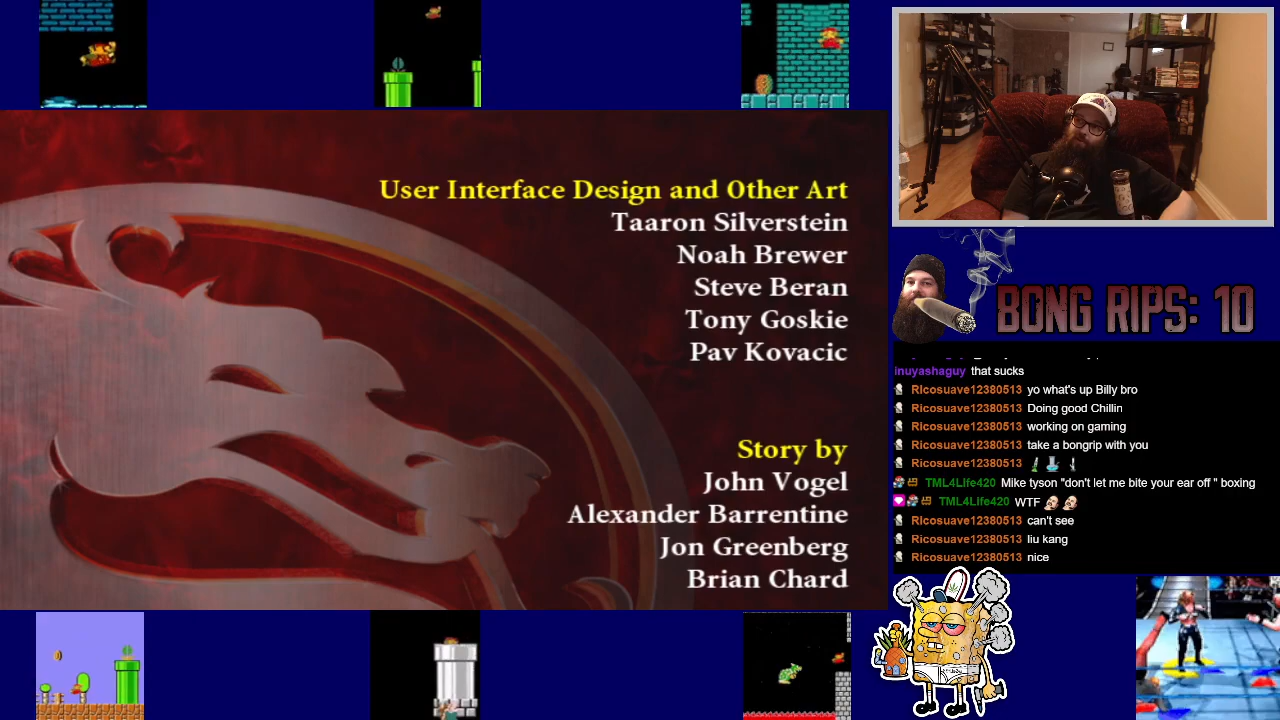 User Interface Design and Other Art
Taaron Silverstein
Noah Brewer
Steve Beran
Tony Goskie
Pav Kovacic
Story by
John Vogel
Alexander Barrentine
Jon Greenberg
Brian Chard
BONG RIPS: 10
inuyashaguy that sucks
RIcosuave12380513 yo what's up Billy bro
RIcosuave12380513 Doing good Chillin
RIcosuave12380513 working on gaming
RIcosuave12380513 take a bongrip with you
RIcosuave12380513
TML4LIfe420 Mike tyson "don't let me bite your ear off " boxing
TML4LIfe420 WTF
RIcosuave12380513 can't see
RIcosuave12380513 liu kang
RIcosuave12380513 nice